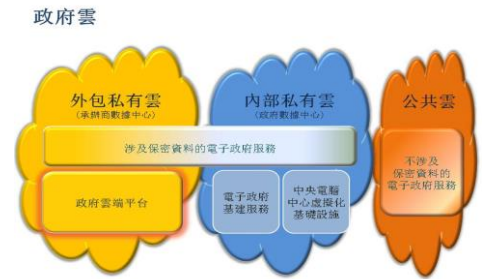 政府雲
外包私有雲
(承辦商數據中心)
內部私有雲
(政府數據中心)
公共雲
涉及保密資料的電子政府服務
不涉及
保密資料的
電子政府服務
政府雲端平台
電子政府
基建服務
中央電腦
中心虛擬化
基礎設施